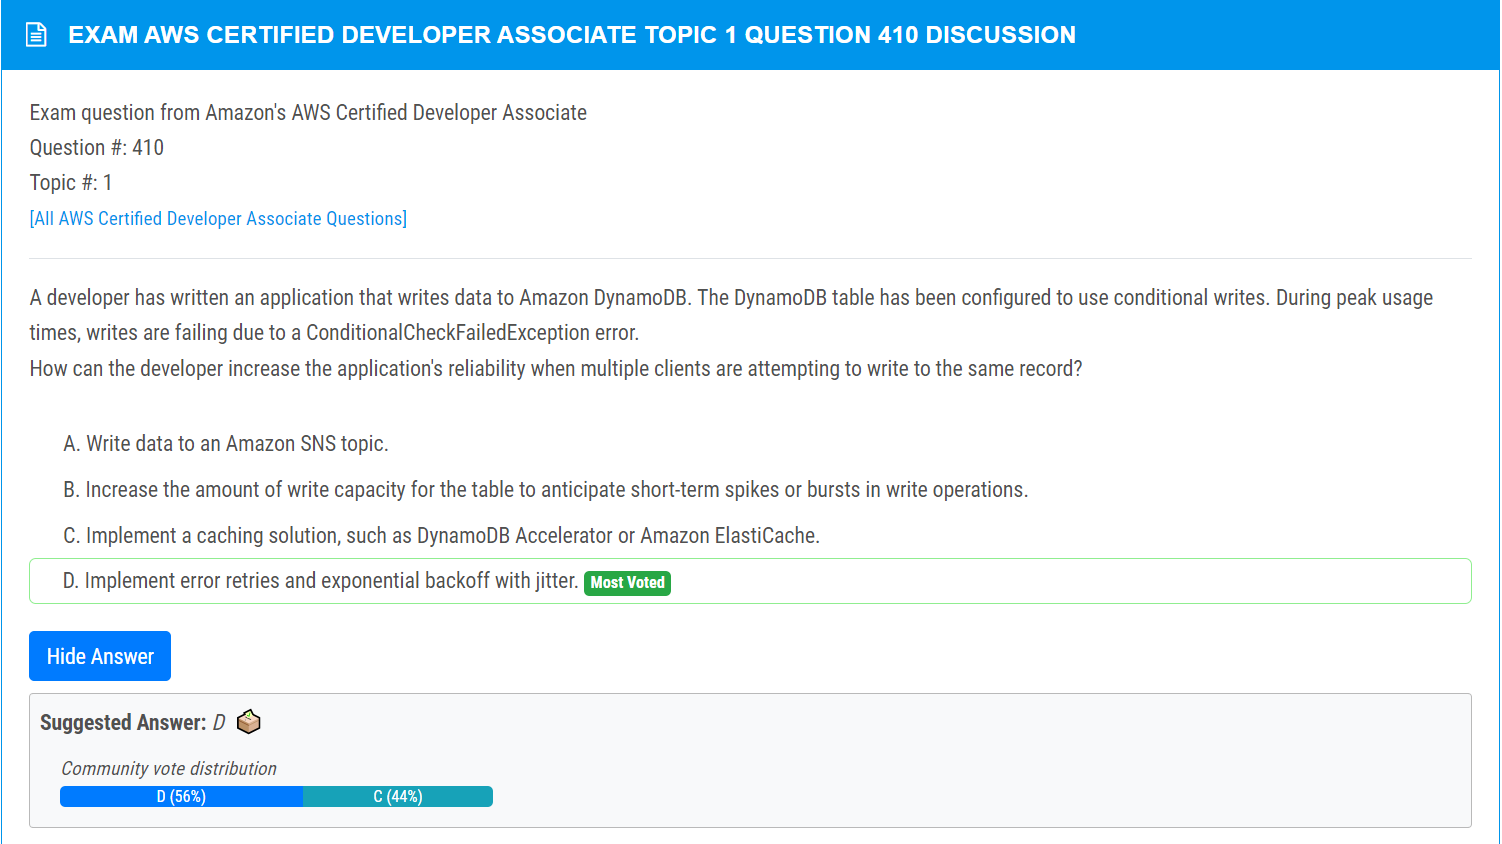 EXAM AWS CERTIFIED DEVELOPER ASSOCIATE TOPIC 1 QUESTION 410 DISCUSSION
Exam question from Amazon's AWS Certified Developer Associate
Question #: 410
Topic #: 1
[All AWS Certified Developer Associate Questions]
A developer has written an application that writes data to Amazon DynamoDB. The DynamoDB table has been configured to use conditional writes. During peak usage
times, writes are failing due to a ConditionalCheckFailedException error.
How can the developer increase the application's reliability when multiple clients are attempting to write to the same record?
A. Write data to an Amazon SNS topic.
B. Increase the amount of write capacity for the table to anticipate short-term spikes or bursts in write operations.
C. Implement a caching solution, such as DynamoDB Accelerator or Amazon ElastiCache.
D. Implement error retries and exponential backoff with jitter. Most Voted
Hide Answer
Suggested Answer: D
Community vote distribution
D (56%) C (44%)